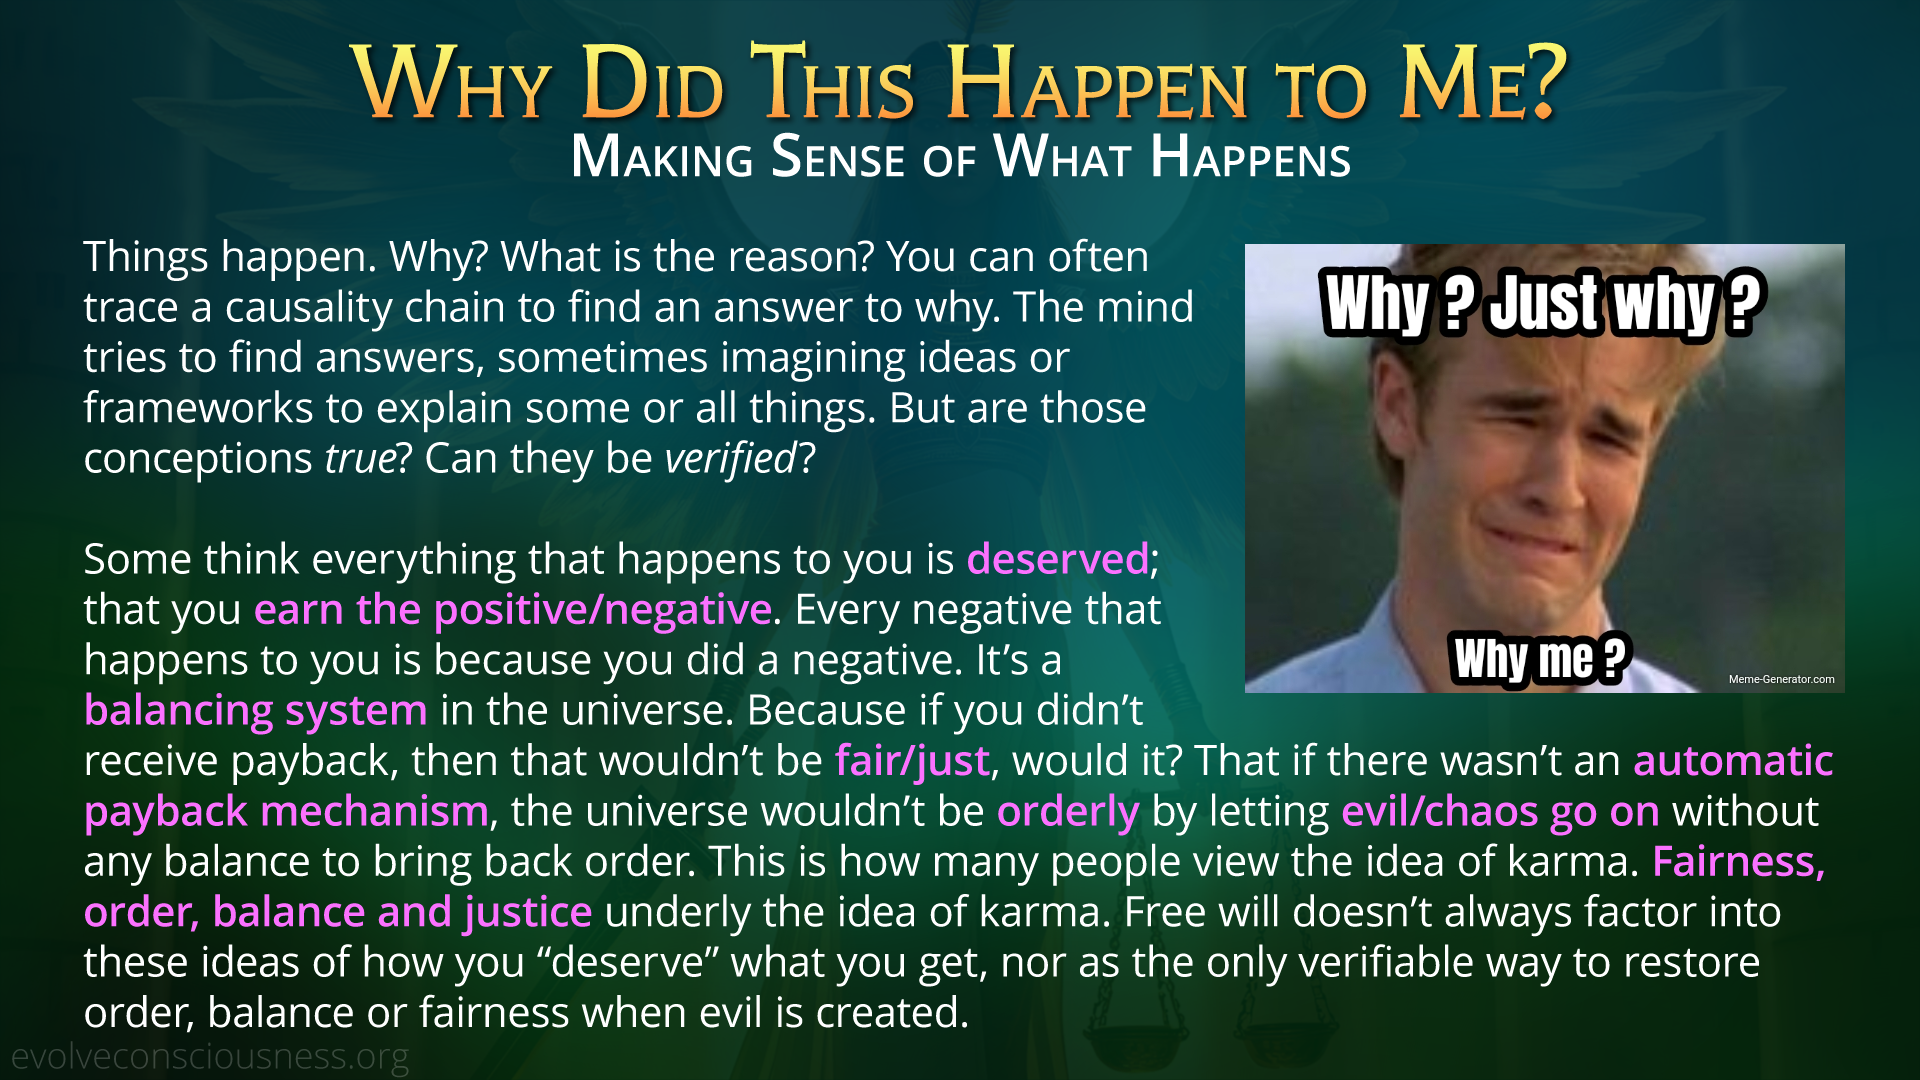 Why Did This Happen to Me?
Making Sense of What Happens
Things happen. Why? What is the reason? You can often
trace a causality chain to find an answer to why. The mind
tries to find answers, sometimes imagining ideas or
frameworks to explain some or all things. But are those
conceptions true? Can they be verified?
Why ? Just why ?
Why me ?
Meme-Generator.com
Some think everything that happens to you is deserved;
that you earn the positive/negative. Every negative that
happens to you is because you did a negative. It’s a
balancing system in the universe. Because if you didn’t
receive payback, then that wouldn’t be fair/just, would it? That if there wasn’t an automatic
payback mechanism, the universe wouldn’t be orderly by letting evil/chaos go on without
any balance to bring back order. This is how many people view the idea of karma. Fairness,
order, balance and justice underly the idea of karma. Free will doesn’t always factor into
these ideas of how you “deserve” what you get, nor as the only verifiable way to restore
order, balance or fairness when evil is created.
evolveconsciousness.org